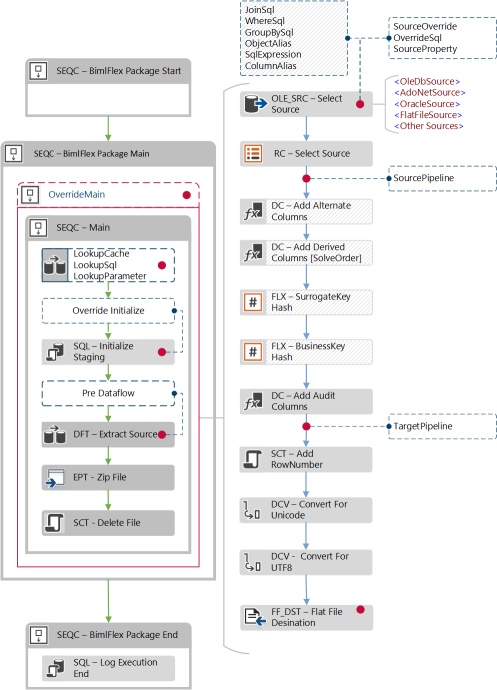 SEQC – BimlFlex Package Start
SEQC – BimlFlex Package Main
OverrideMain
SEQC – Main
LookupCache
LookupSql
LookupParameter
Override Initialize
SQL – Initialize
Staging
Pre Dataflow
DFT – Extract Source
EPT - Zip File
SCT - Delete File
SEQC – BimlFlex Package End
SQL – Log Execution
End
JoinSql
WhereSql
GroupBySql
ObjectAlias
SqlExpression
ColumnAlias
SourceOverride
OverrideSql
SourceProperty
OLE_SRC – Select
Source
<OleDbSource>
<AdoNetSource>
<OracleSource>
<FlatFileSource>
<Other Sources>
RC – Select Source
SourcePipeline
DC – Add Alternate
Columns
DC – Add Derived
Columns [SolveOrder]
FLX – SurrogateKey
Hash
FLX – BusinessKey
Hash
DC – Add Audit
Columns
TargetPipeline
SCT – Add
RowNumber
DCV – Convert For
Unicode
DCV - Convert For
UTF8
FF_DST – Flat File
Desination